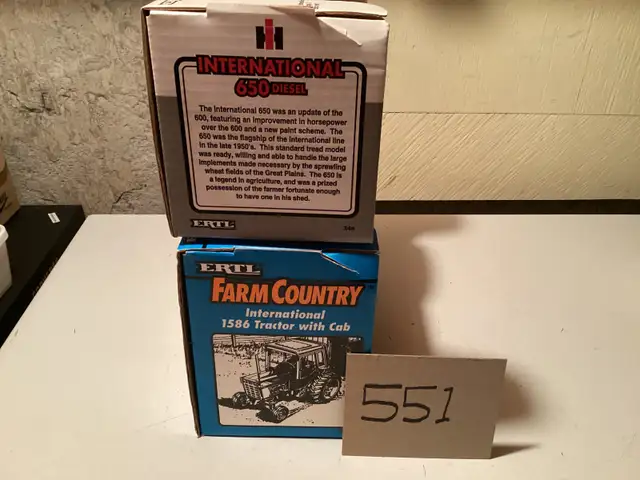 INTERNATIONAL
650 DIESEL
The International 650 was an update of the
600, featuring an improvement in horsepower
over the 600 and a new paint scheme. The
650 was the flagship of the International line
in the late 1950's. This standard tread model
was ready, willing and able to handle the large
implements made necessary by the sprawling
wheat fields of the Great Plains. The 650 is
a legend in agriculture, and was a prized
possession of the farmer fortunate enough
to have one in his shed.
ERTL
ERTL
FARM COUNTRY
International
1586 Tractor with Cab
551